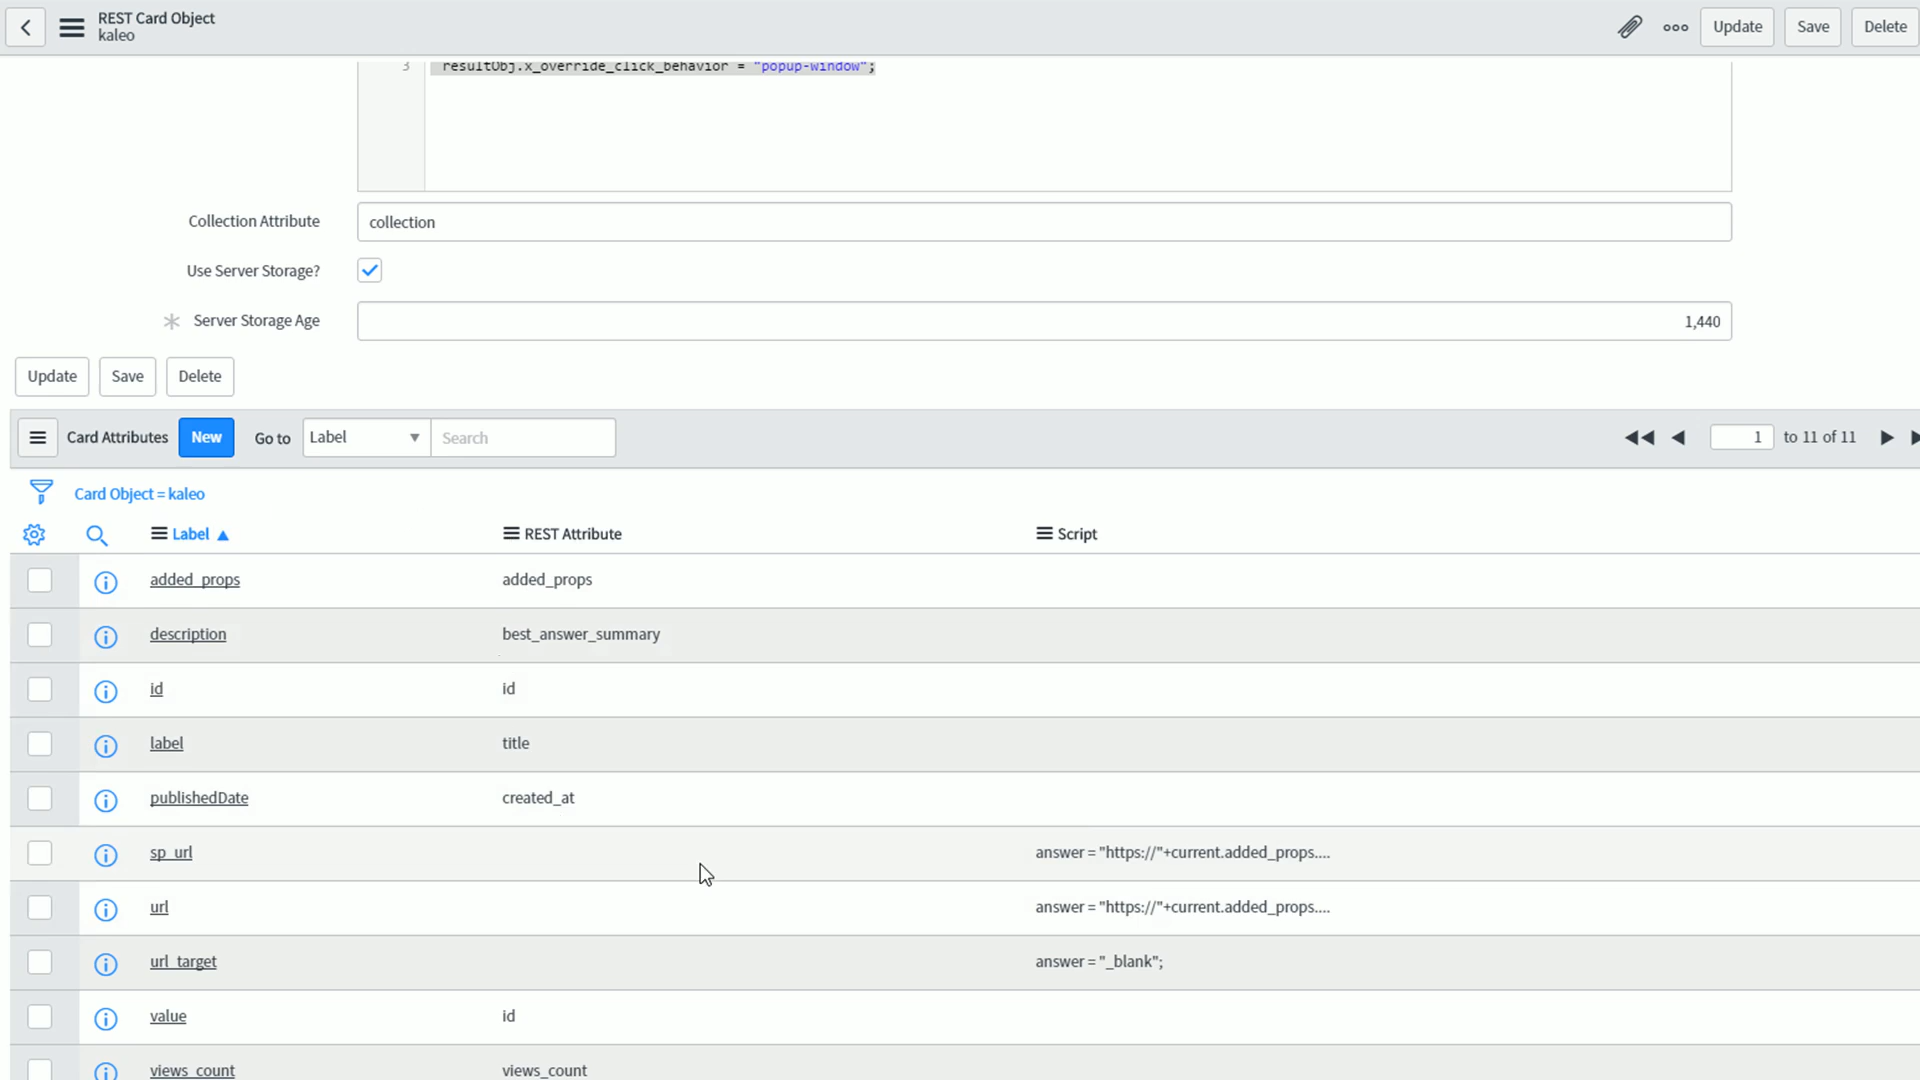 REST Card Object
kaleo
Update Save Delete
3 resultObj.x_override_click_behavior = "popup-window";
Collection Attribute collection
Use Server Storage?
Server Storage Age 1,440
Update Save Delete
Card Attributes New Go to Label Search 1 to 11 of 11
Card Object = kaleo
Label REST Attribute Script
added_props added_props
description best_answer_summary
id id
label title
publishedDate created_at
sp_url answer = "https://"+current.added_props....
url answer = "https://"+current.added_props....
url_target answer = "_blank";
value id
views_count views_count